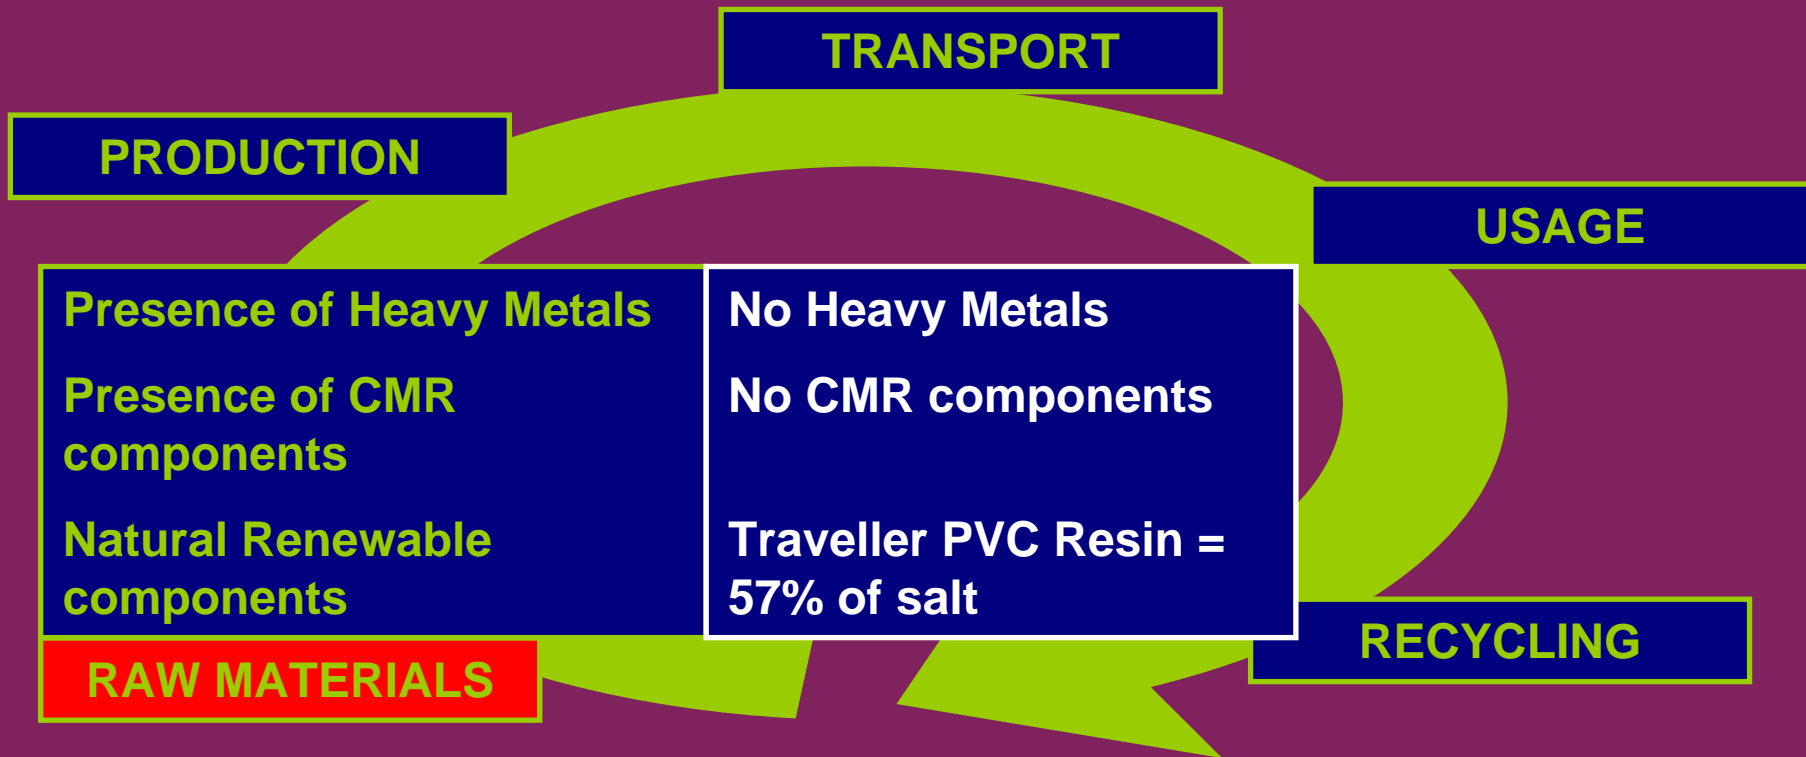 TRANSPORT
PRODUCTION
USAGE
Presence of Heavy Metals
No Heavy Metals
Presence of CMR
components
No CMR components
Natural Renewable
components
Traveller PVC Resin =
57% of salt
RAW MATERIALS
RECYCLING